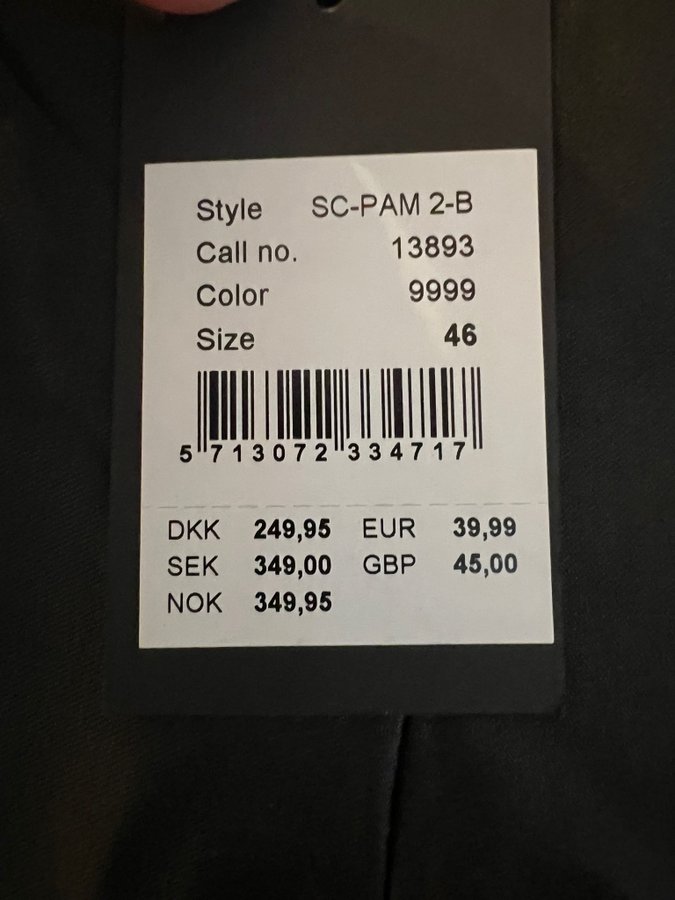 Style SC-PAM 2-B
Call no. 13893
Color 9999
Size 46
5 713072 334717
DKK 249,95 EUR 39,99
SEK 349,00 GBP 45,00
NOK 349,95